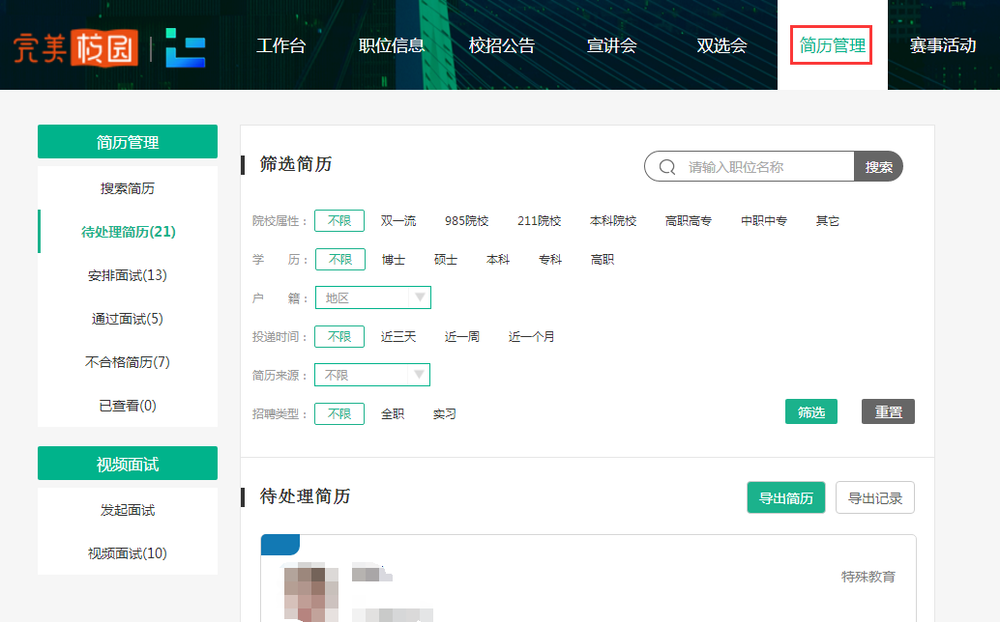 完美校园 工作台 职位信息 校招公告 宣讲会 双选会 简历管理 赛事活动
简历管理
搜索简历
待处理简历(21)
安排面试(13)
通过面试(5)
不合格简历(7)
已查看(0)
视频面试
发起面试
视频面试(10)
筛选简历 请输入职位名称 搜索
院校属性： 不限 双一流 985院校 211院校 本科院校 高职高专 中职中专 其它
学 历： 不限 博士 硕士 本科 专科 高职
户 籍： 地区
投递时间： 不限 近三天 近一周 近一个月
简历来源： 不限
招聘类型： 不限 全职 实习 筛选 重置
待处理简历 导出简历 导出记录
特殊教育